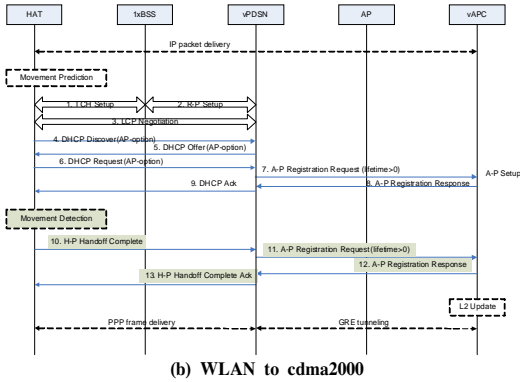 HAT 1xBSS vPDSN AP vAPC
IP packet delivery
Movement Prediction
1. TCH Setup 2. R-P Setup
3. LCP Negotiation
4. DHCP Discover(AP-option)
5. DHCP Offer(AP-option)
6. DHCP Request(AP-option)
7. A-P Registration Request (lifetime>0)
A-P Setup
9. DHCP Ack 8. A-P Registration Response
Movement Detection
10. H-P Handoff Complete
11. A-P Registration Request(lifetime>0)
12. A-P Registration Response
13. H-P Handoff Complete Ack
L2 Update
PPP frame delivery GRE tunneling
(b) WLAN to cdma2000